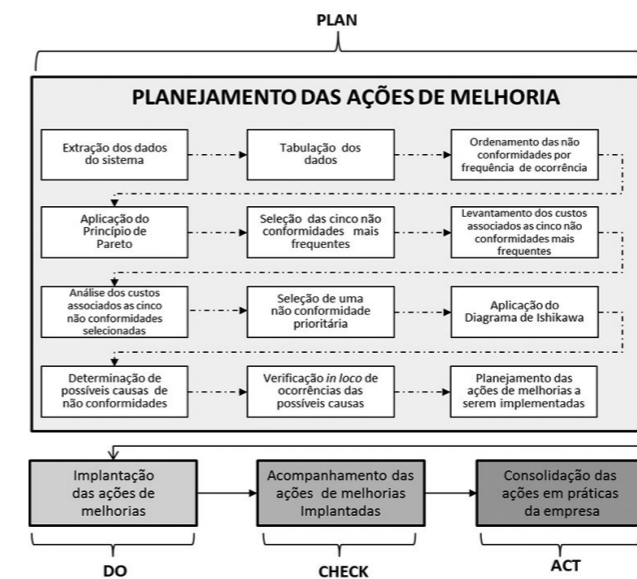 PLAN
PLANEJAMENTO DAS AÇÕES DE MELHORIA
Extração dos dados
do sistema
Tabulação dos
dados
Ordenamento das não
conformidades por
frequência de ocorrência
Aplicação do
Princípio de
Pareto
Seleção das cinco não
conformidades mais
frequentes
Levantamento dos custos
associados as cinco não
conformidades mais
frequentes
Análise dos custos
associados as cinco
não conformidades
selecionadas
Seleção de uma
não conformidade
prioritária
Aplicação do
Diagrama de Ishikawa
Determinação de
possíveis causas de
não conformidades
Verificação in loco de
ocorrências das
possíveis causas
Planejamento das
ações de melhorias a
serem implementadas
Implantação
das ações de
melhorias
Acompanhamento das
ações de melhorias
Implantadas
Consolidação das
ações em práticas
da empresa
DO
CHECK
ACT